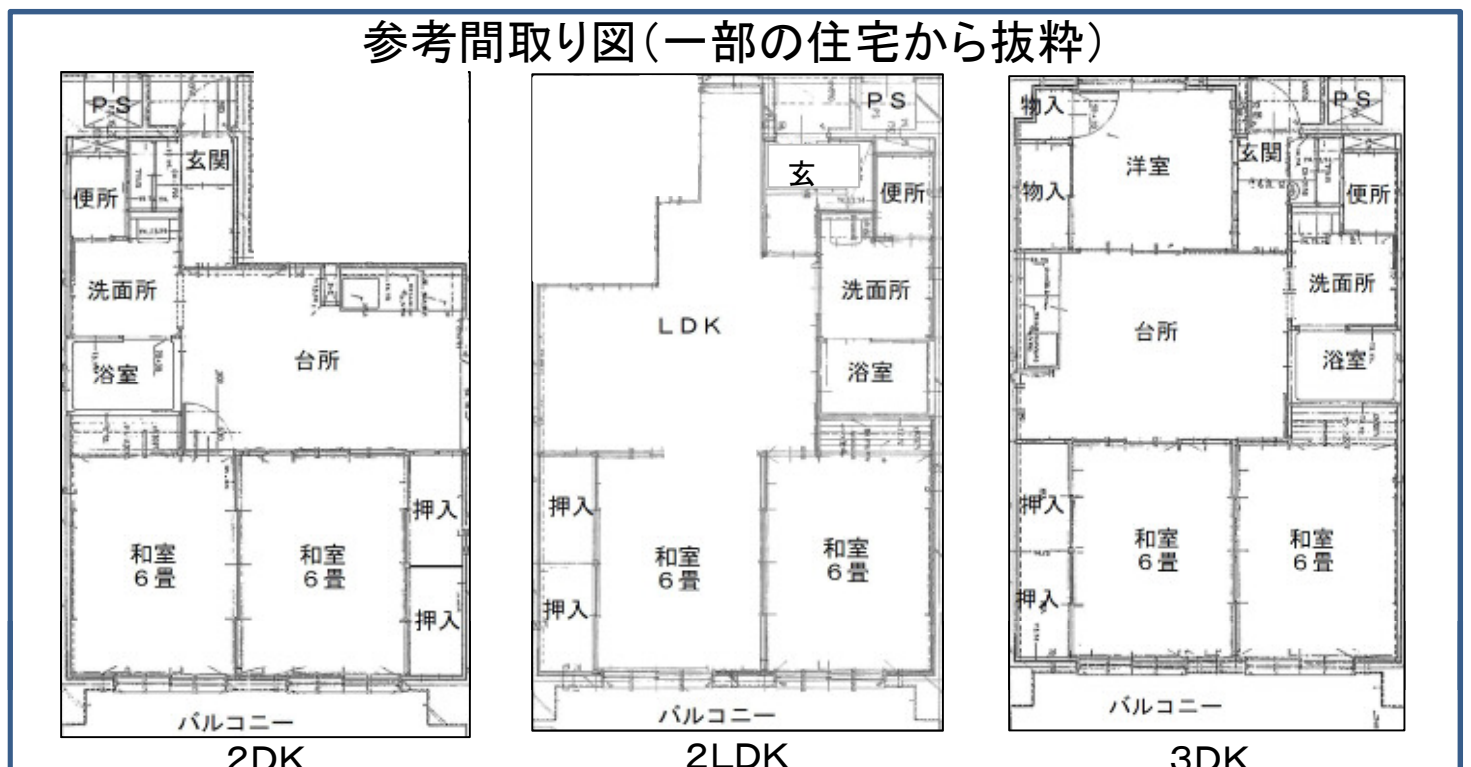 参考間取り図(一部の住宅から抜粋)
PS
玄関
便所
洗面所
台所
浴室
押入
和室
6畳
和室
6畳
押入
バルコニー
2DK
PS
玄
便所
洗面所
LDK
浴室
押入
和室
6畳
和室
6畳
押入
バルコニー
2LDK
物入
PS
洋室
玄関
物入
便所
洗面所
台所
浴室
押入
和室
6畳
和室
6畳
押入
バルコニー
3DK